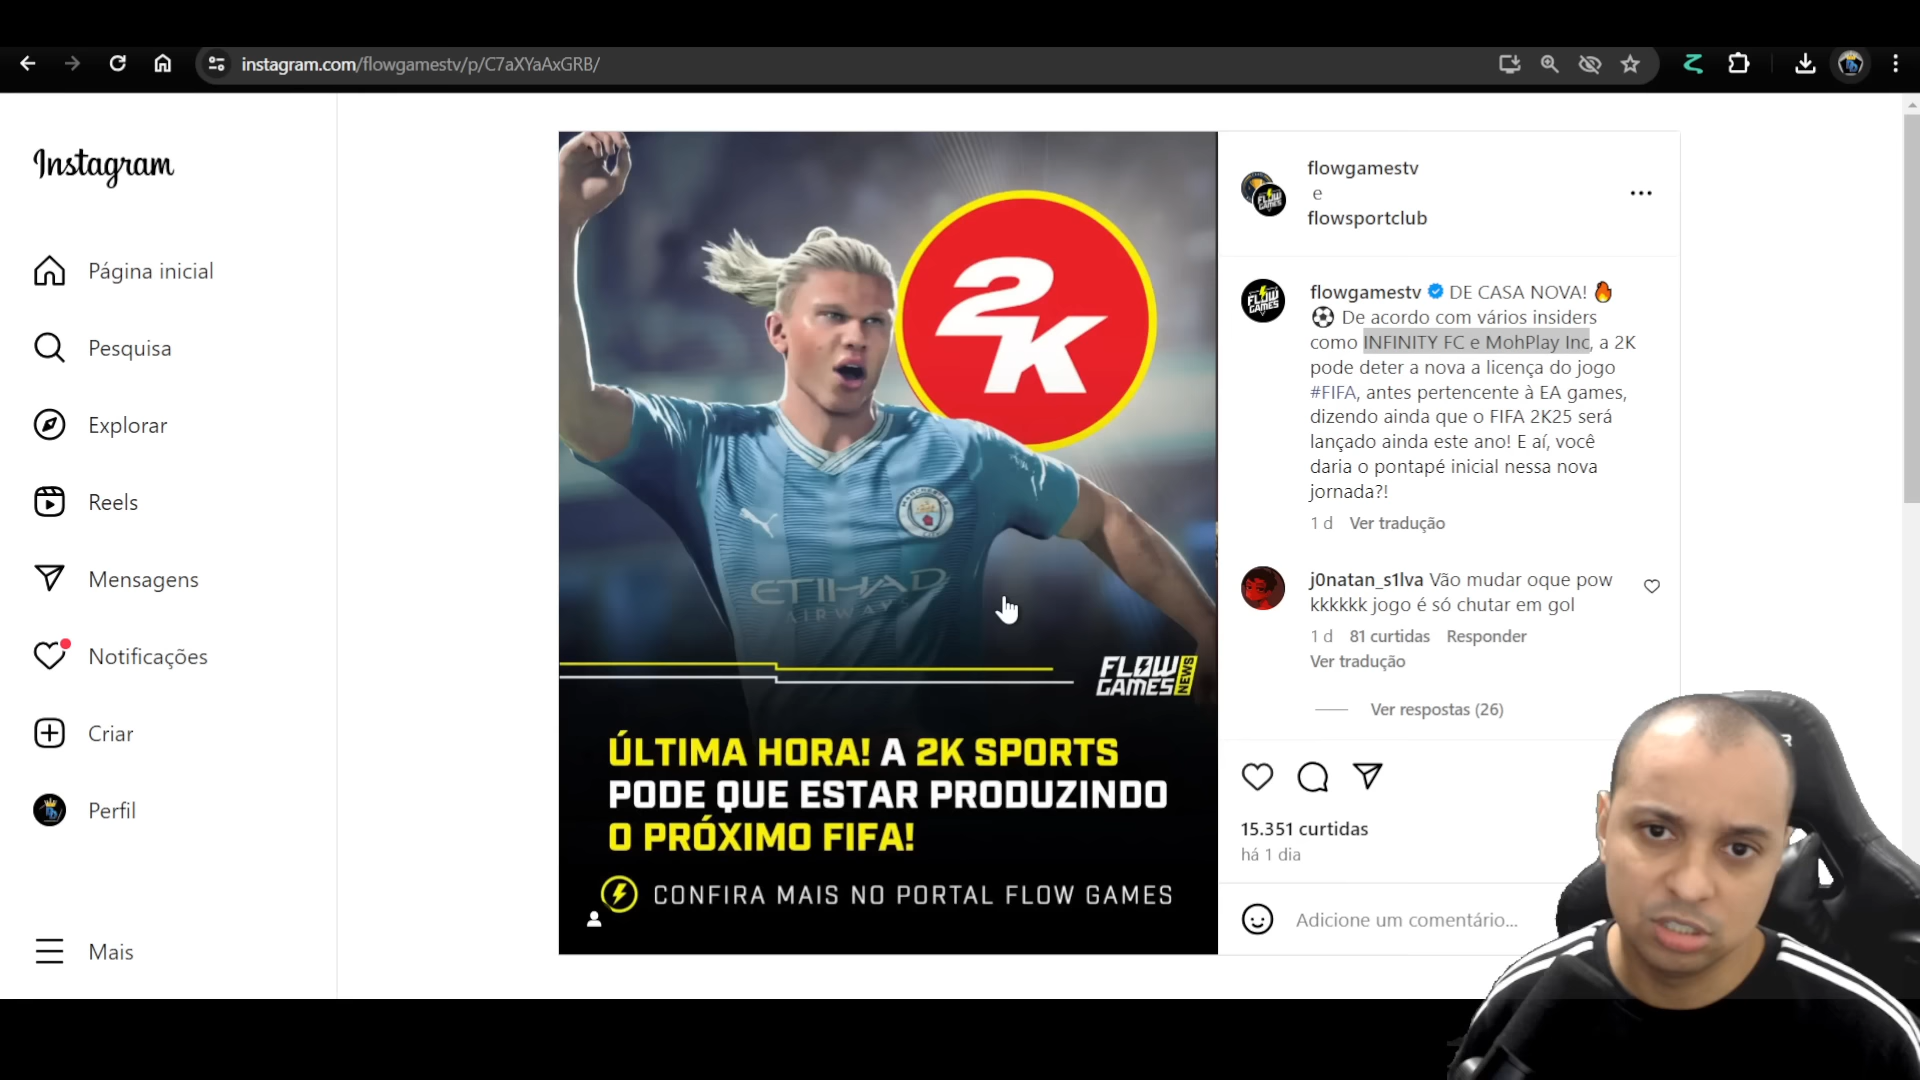 instagram.com/flowgamestv/p/C7aXYaAxGRB/
Instagram
Página inicial
Pesquisa
Explorar
Reels
Mensagens
Notificações
Criar
Perfil
Mais
2K
MANCHESTER
CITY
ETIHAD
AIRWAYS
FLOW
GAMES NEWS
ÚLTIMA HORA! A 2K SPORTS
PODE QUE ESTAR PRODUZINDO
O PRÓXIMO FIFA!
CONFIRA MAIS NO PORTAL FLOW GAMES
flowgamestv
e
flowsportclub
FLOW
GAMES
flowgamestv DE CASA NOVA! 🔥
⚽ De acordo com vários insiders
como INFINITY FC e MohPlay Inc, a 2K
pode deter a nova a licença do jogo
#FIFA, antes pertencente à EA games,
dizendo ainda que o FIFA 2K25 será
lançado ainda este ano! E aí, você
daria o pontapé inicial nessa nova
jornada?!
1 d Ver tradução
j0natan_s1lva Vão mudar oque pow
kkkkkk jogo é só chutar em gol
1 d 81 curtidas Responder
Ver tradução
Ver respostas (26)
15.351 curtidas
há 1 dia
Adicione um comentário...